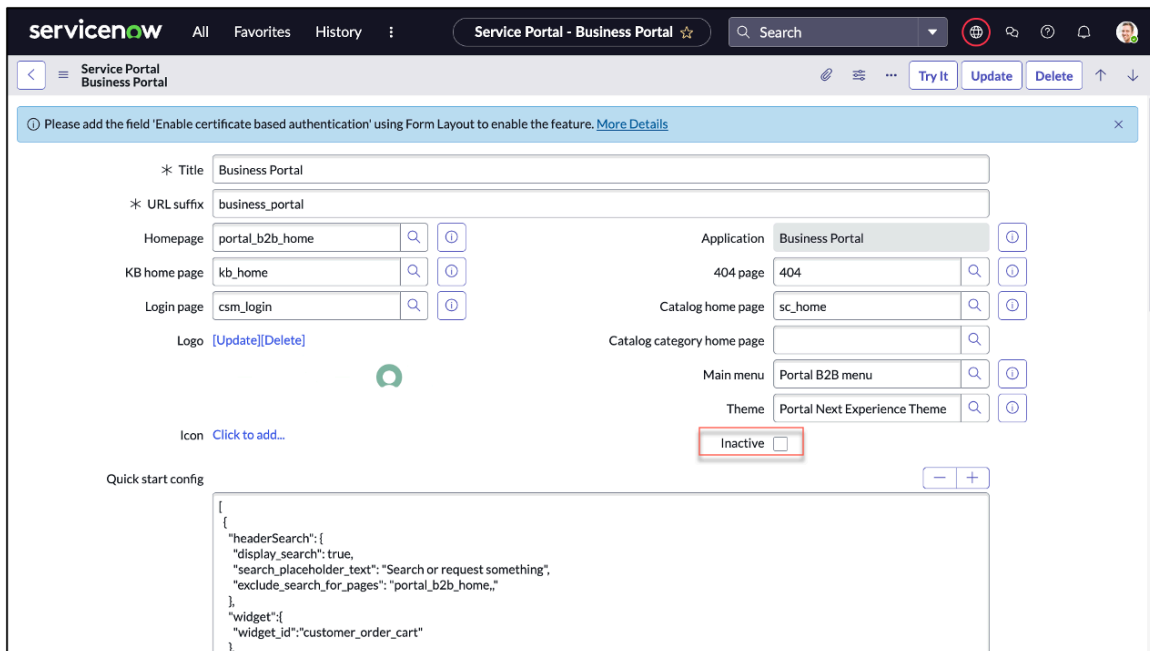 servicenow All Favorites History Service Portal - Business Portal Search
Service Portal
Business Portal
Try It Update Delete
Please add the field 'Enable certificate based authentication' using Form Layout to enable the feature. More Details
Title Business Portal
URL suffix business_portal
Homepage portal_b2b_home Application Business Portal
KB home page kb_home 404 page 404
Login page csm_login Catalog home page sc_home
Logo [Update][Delete] Catalog category home page
Main menu Portal B2B menu
Theme Portal Next Experience Theme
Icon Click to add...
Inactive
Quick start config
[
{
"headerSearch": {
"display_search": true,
"search_placeholder_text": "Search or request something",
"exclude_search_for_pages": "portal_b2b_home,,"
},
"widget":{
"widget_id":"customer_order_cart"
},